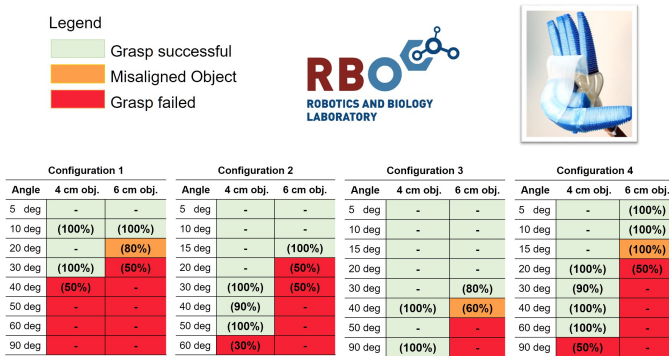 Legend
Grasp successful
Misaligned Object
Grasp failed
RBO
ROBOTICS AND BIOLOGY
LABORATORY
Configuration 1
Angle 4 cm obj. 6 cm obj.
5 deg - -
10 deg (100%) (100%)
20 deg - (80%)
30 deg (100%) (50%)
40 deg (50%) -
50 deg - -
60 deg - -
90 deg - -
Configuration 2
Angle 4 cm obj. 6 cm obj.
5 deg - -
10 deg - -
15 deg - (100%)
20 deg - (50%)
30 deg (100%) (50%)
40 deg (90%) -
50 deg (100%) -
60 deg (30%) -
Configuration 3
Angle 4 cm obj. 6 cm obj.
5 deg - -
10 deg - -
15 deg - -
20 deg - -
30 deg - (80%)
40 deg (100%) (60%)
50 deg - -
90 deg (100%) -
Configuration 4
Angle 4 cm obj. 6 cm obj.
5 deg - (100%)
10 deg - (100%)
15 deg - (100%)
20 deg (100%) (50%)
30 deg (90%) -
40 deg (100%) -
60 deg (100%) -
90 deg (50%) -